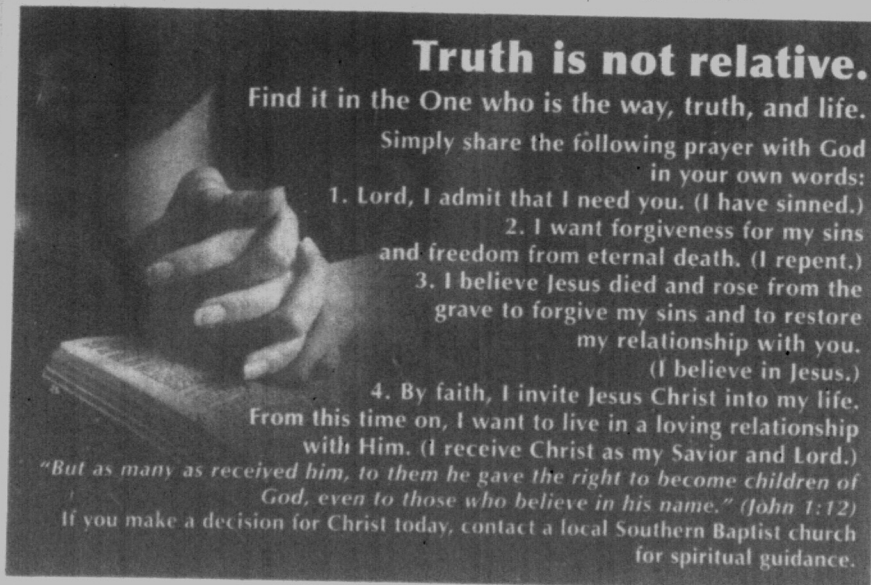 Truth is not relative.
Find it in the One who is the way, truth, and life.
Simply share the following prayer with God
in your own words:
1. Lord, I admit that I need you. (I have sinned.)
2. I want forgiveness for my sins
and freedom from eternal death. (I repent.)
3. I believe Jesus died and rose from the
grave to forgive my sins and to restore
my relationship with you.
(I believe in Jesus.)
4. By faith, I invite Jesus Christ into my life.
From this time on, I want to live in a loving relationship
with Him. (I receive Christ as my Savior and Lord.)
"But as many as received him, to them he gave the right to become children of
God, even to those who believe in his name." (John 1:12)
If you make a decision for Christ today, contact a local Southern Baptist church
for spiritual guidance.